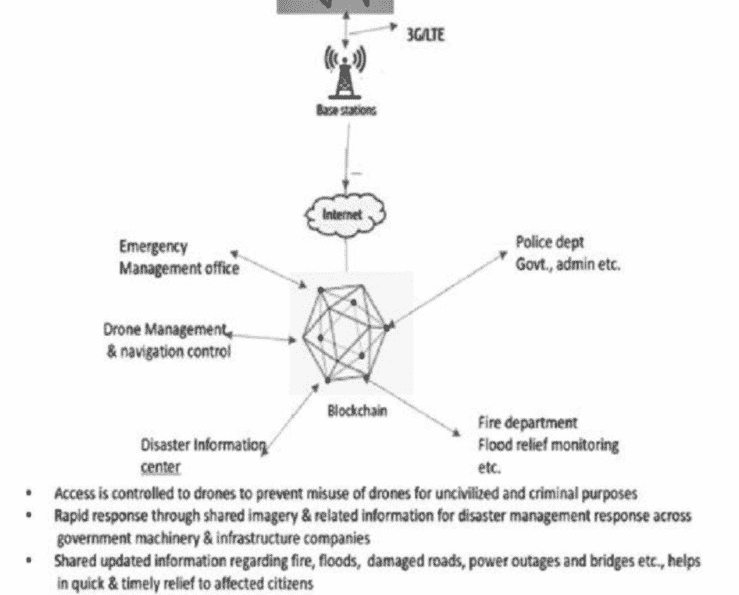 3G/LTE
Base stations
Internet
Emergency
Management office
Police dept
Govt., admin etc.
Drone Management
& navigation control
Blockchain
Disaster Information
center
Fire department
Flood relief monitoring
etc.
• Access is controlled to drones to prevent misuse of drones for uncivilized and criminal purposes
• Rapid response through shared imagery & related information for disaster management response across
government machinery & infrastructure companies
• Shared updated information regarding fire, floods, damaged roads, power outages and bridges etc., helps
in quick & timely relief to affected citizens